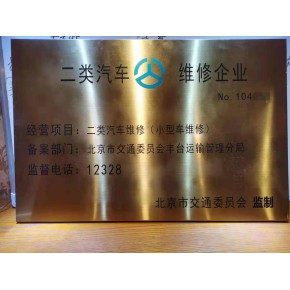 二类汽车 维修企业
No.104
经营项目：二类汽车维修（小型车维修）
备案部门：北京市交通委员会丰台运输管理分局
监督电话：12328
北京市交通委员会 监制